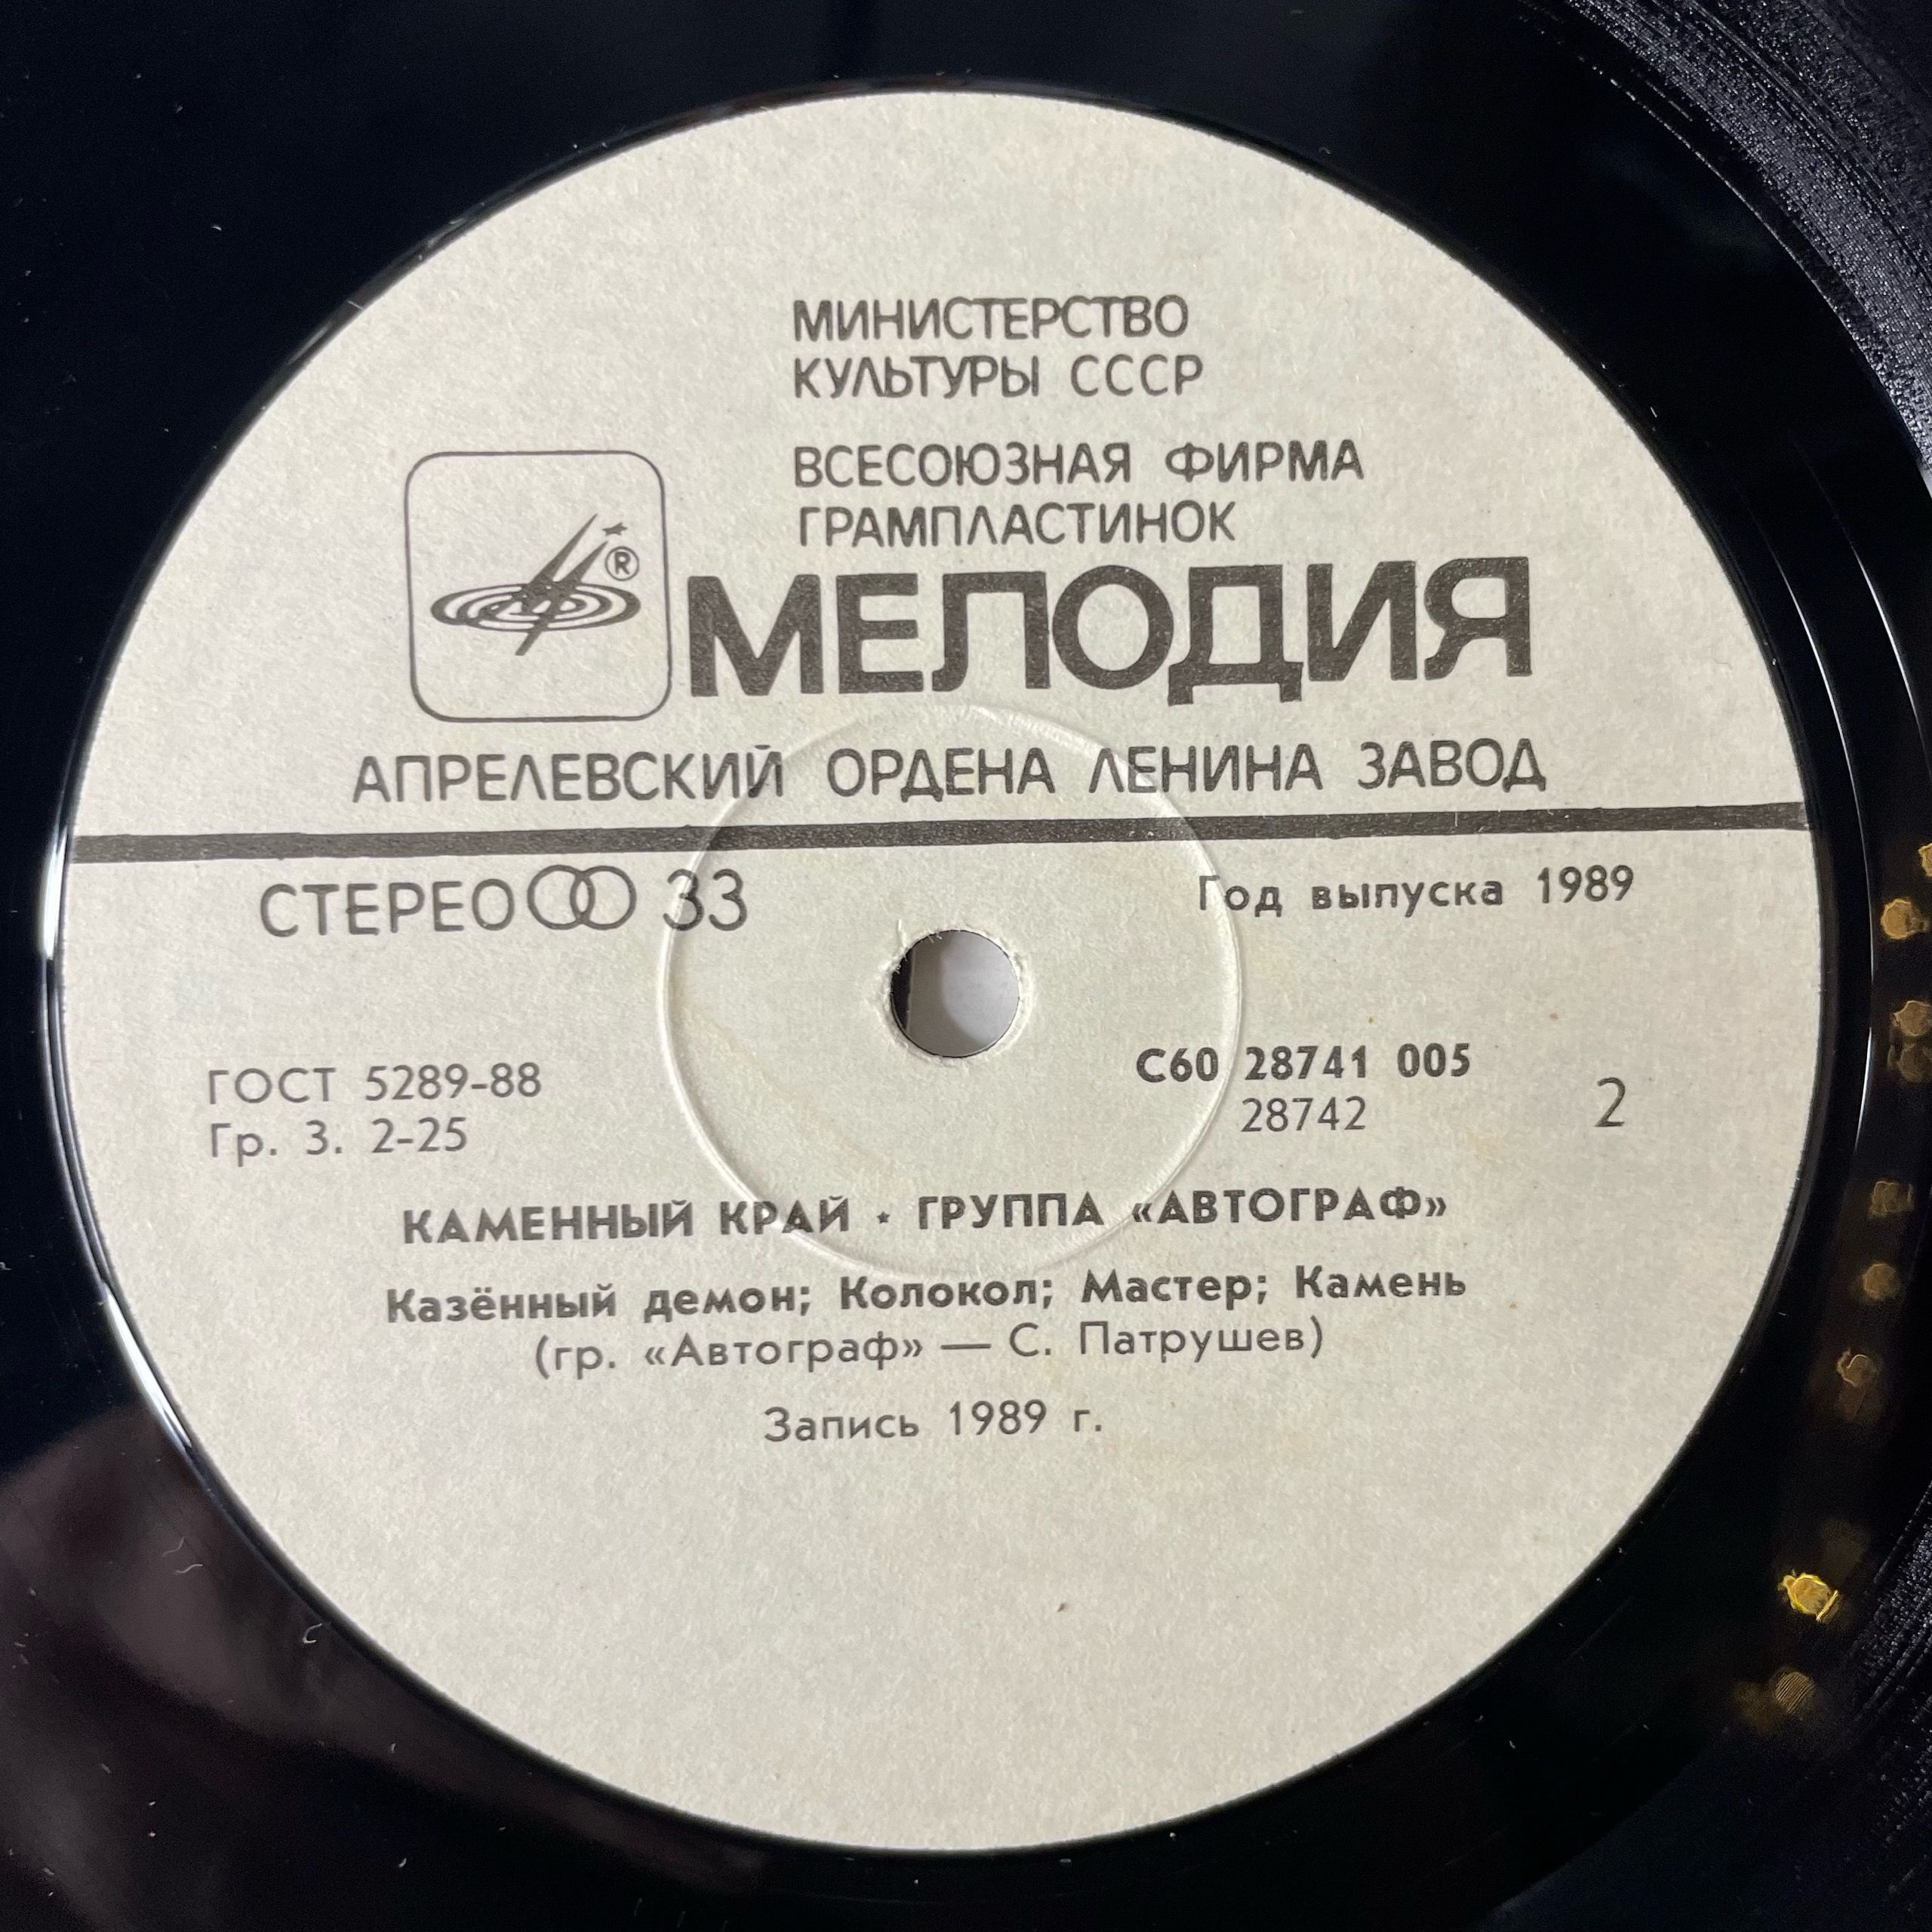 МИНИСТЕРСТВО
КУЛЬТУРЫ СССР
ВСЕСОЮЗНАЯ ФИРМА
ГРАМПЛАСТИНОК
®
МЕЛОДИЯ
АПРЕЛЕВСКИЙ ОРДЕНА ЛЕНИНА ЗАВОД
СТЕРЕО 33
Год выпуска 1989
ГОСТ 5289-88
Гр. 3. 2-25
С60 28741 005
28742
2
КАМЕННЫЙ КРАЙ ⋆ ГРУППА «АВТОГРАФ»
Казённый демон; Колокол; Мастер; Камень
(гр. «Автограф» — С. Патрушев)
Запись 1989 г.